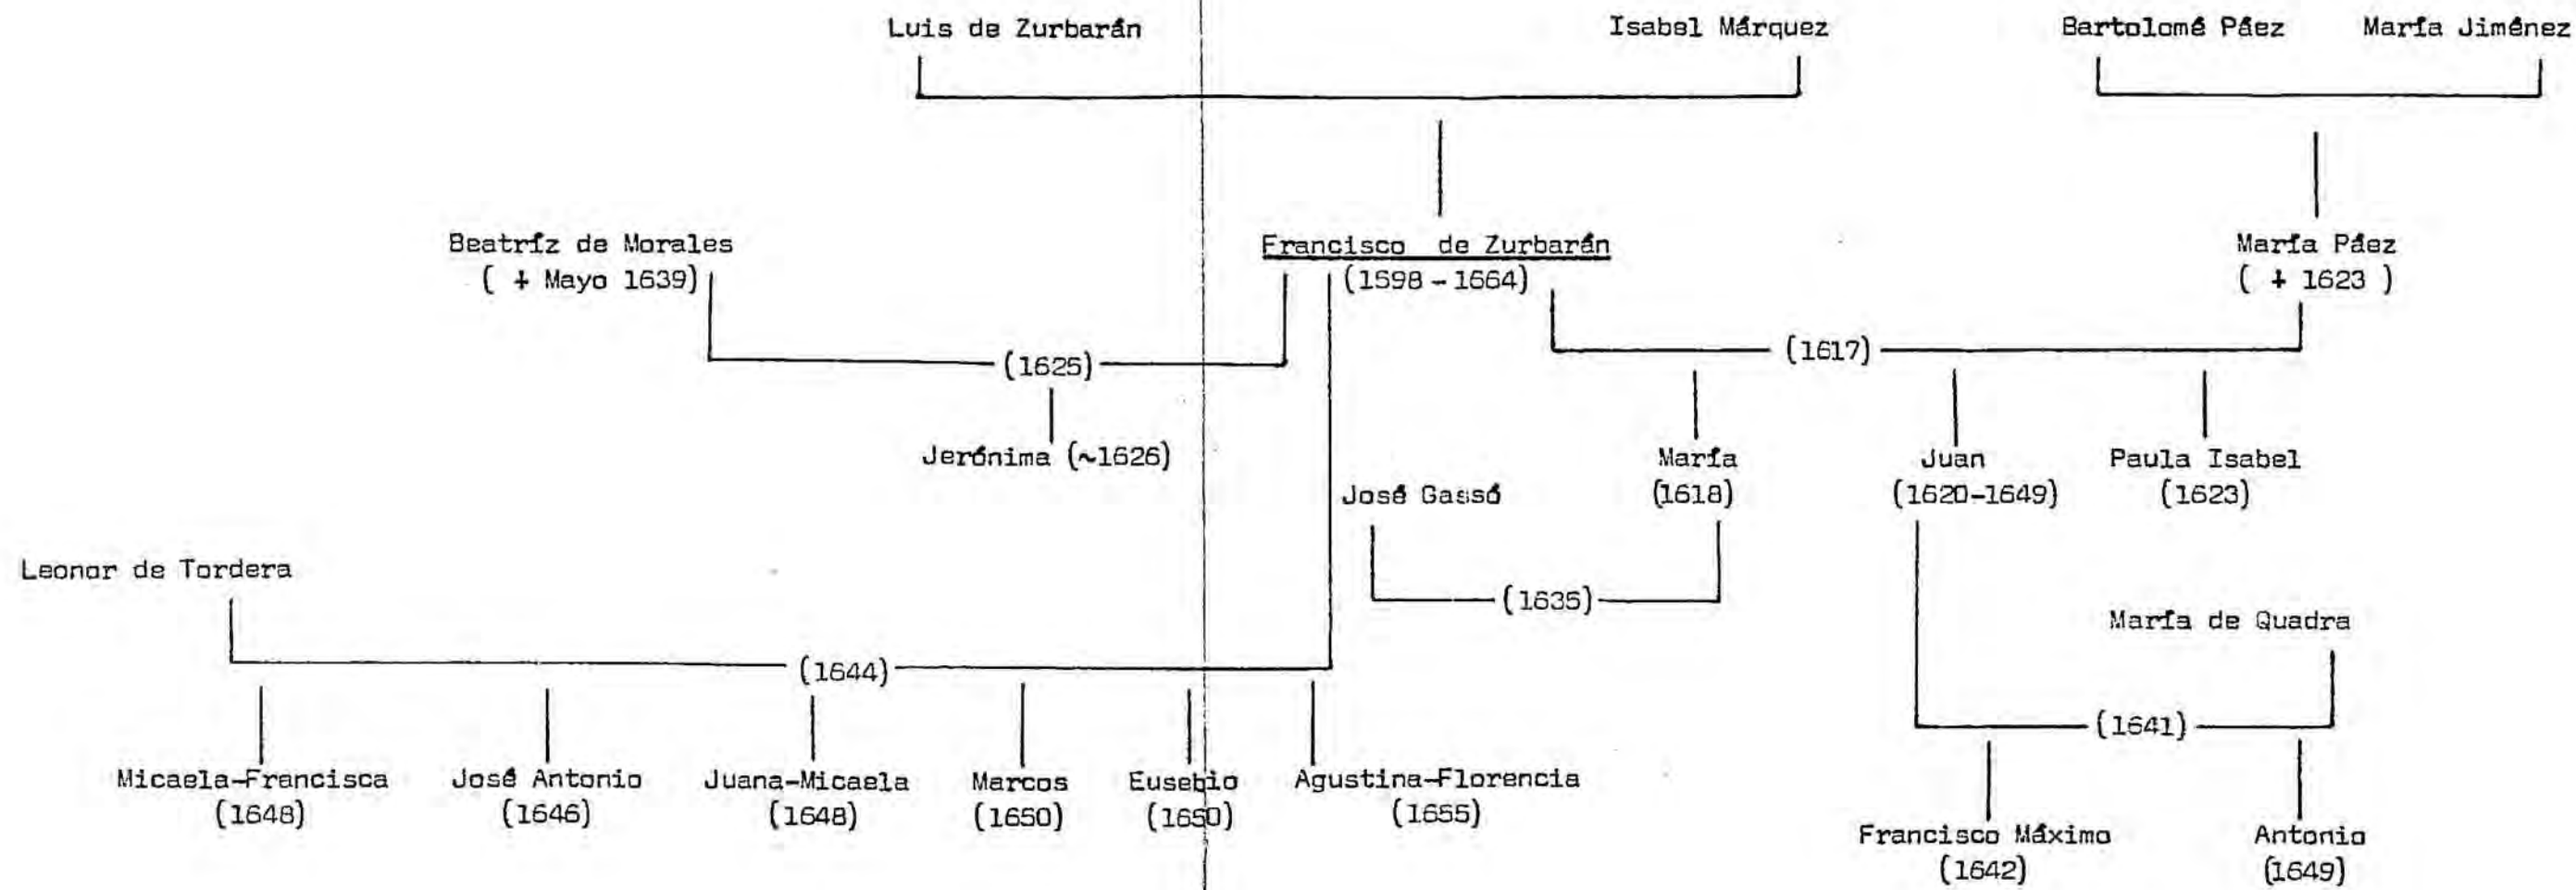 Luis de Zurbarán Isabel Márquez Bartolomé Páez María Jiménez
Beatríz de Morales Francisco de Zurbarán María Páez
( + Mayo 1639) (1598 - 1664) ( + 1623 )
(1625) (1617)
Jerónima (~1626) María Juan Paula Isabel
José Gassó (1618) (1620-1649) (1623)
Leonor de Tordera
(1635)
María de Quadra
(1644)
(1641)
Micaela-Francisca José Antonio Juana-Micaela Marcos Eusebio Agustina-Florencia
(1648) (1646) (1648) (1650) (1650) (1655)
Francisco Máximo Antonio
(1642) (1649)